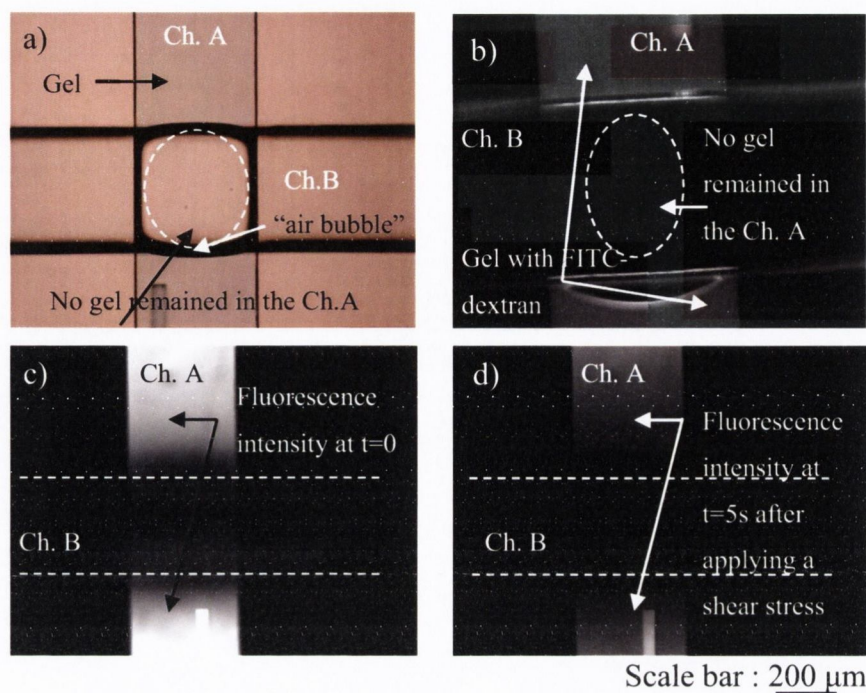 a)
Ch. A
Gel
Ch.B
“air bubble”
No gel remained in the Ch.A
b)
Ch. A
Ch. B
No gel
remained in
the Ch. A
Gel with FITC-
dextran
c)
Ch. A
Fluorescence
intensity at t=0
Ch. B
d)
Ch. A
Fluorescence
intensity at
t=5s after
applying a
shear stress
Ch. B
Scale bar : 200 μm